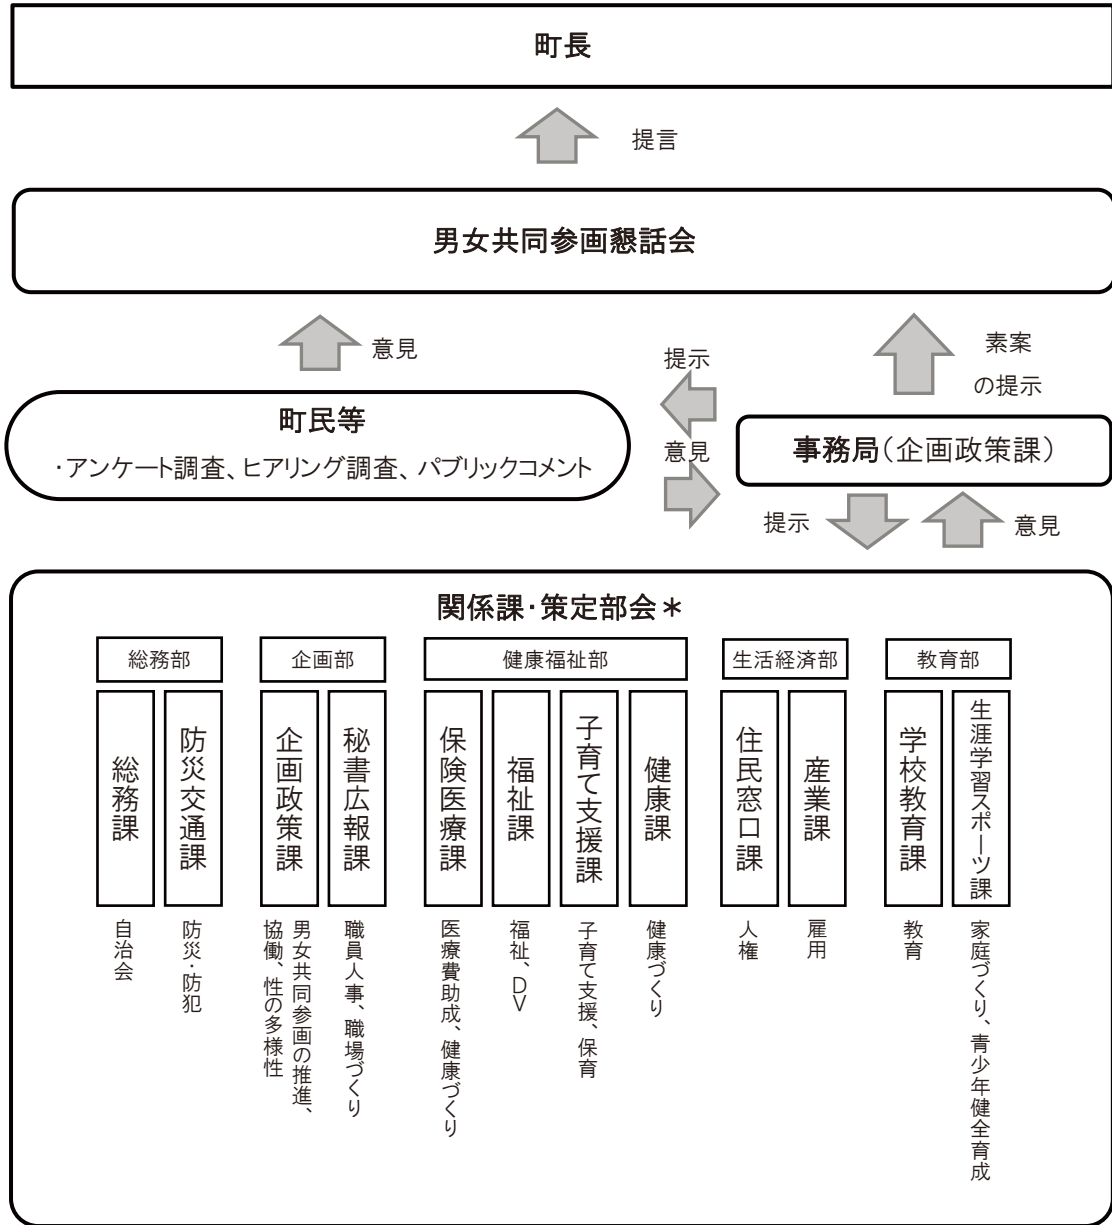 町長
提言
男女共同参画懇話会
意見
提示
素案
の提示
町民等
・アンケート調査、ヒアリング調査、パブリックコメント
意見
事務局(企画政策課)
提示
意見
関係課・策定部会*
総務部
企画部
健康福祉部
生活経済部
教育部
総務課
防災交通課
企画政策課
秘書広報課
保険医療課
福祉課
子育て支援課
健康課
住民窓口課
産業課
学校教育課
生涯学習スポーツ課
自治会
防災・防犯
男女共同参画の推進、
協働、性の多様性
職員人事、職場づくり
医療費助成、健康づくり
福祉、DV
子育て支援、保育
健康づくり
人権
雇用
教育
家庭づくり、青少年健全育成